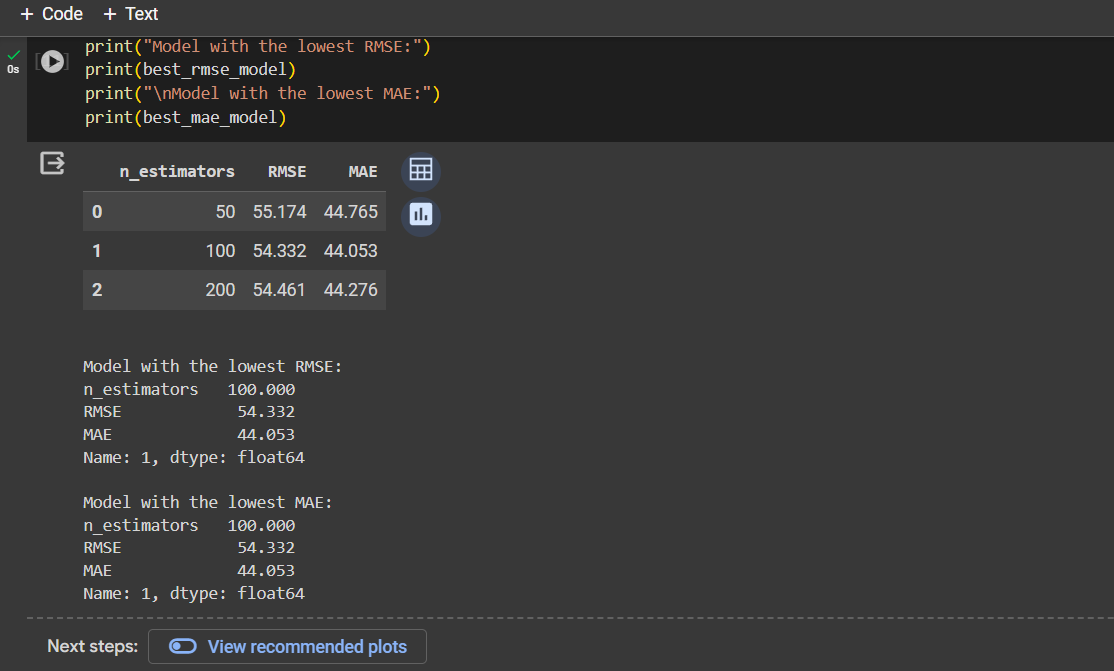 + Code + Text
0s
[ ]
print("Model with the lowest RMSE:")
print(best_rmse_model)
print("\nModel with the lowest MAE:")
print(best_mae_model)
n_estimators RMSE MAE
0 50 55.174 44.765
1 100 54.332 44.053
2 200 54.461 44.276
Model with the lowest RMSE:
n_estimators 100.000
RMSE 54.332
MAE 44.053
Name: 1, dtype: float64
Model with the lowest MAE:
n_estimators 100.000
RMSE 54.332
MAE 44.053
Name: 1, dtype: float64
Next steps: View recommended plots